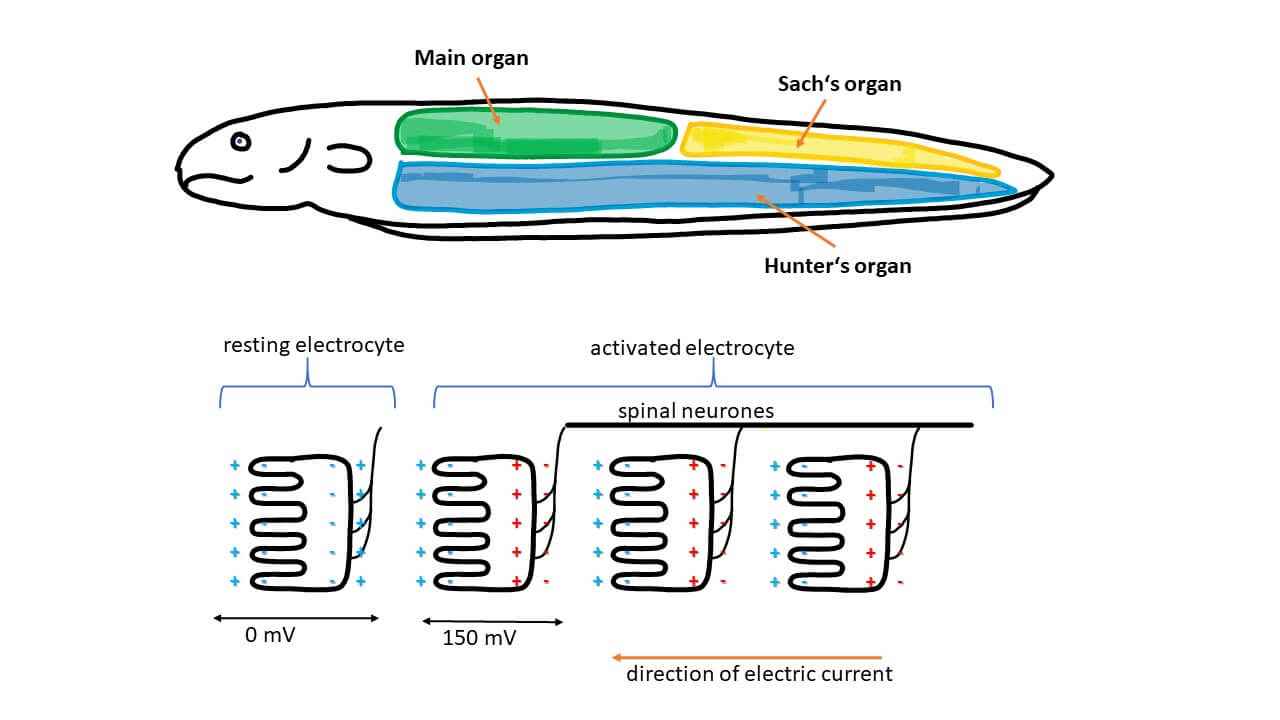 Main organ
Sach‘s organ
Hunter‘s organ
resting electrocyte
activated electrocyte
spinal neurones
0 mV
150 mV
direction of electric current